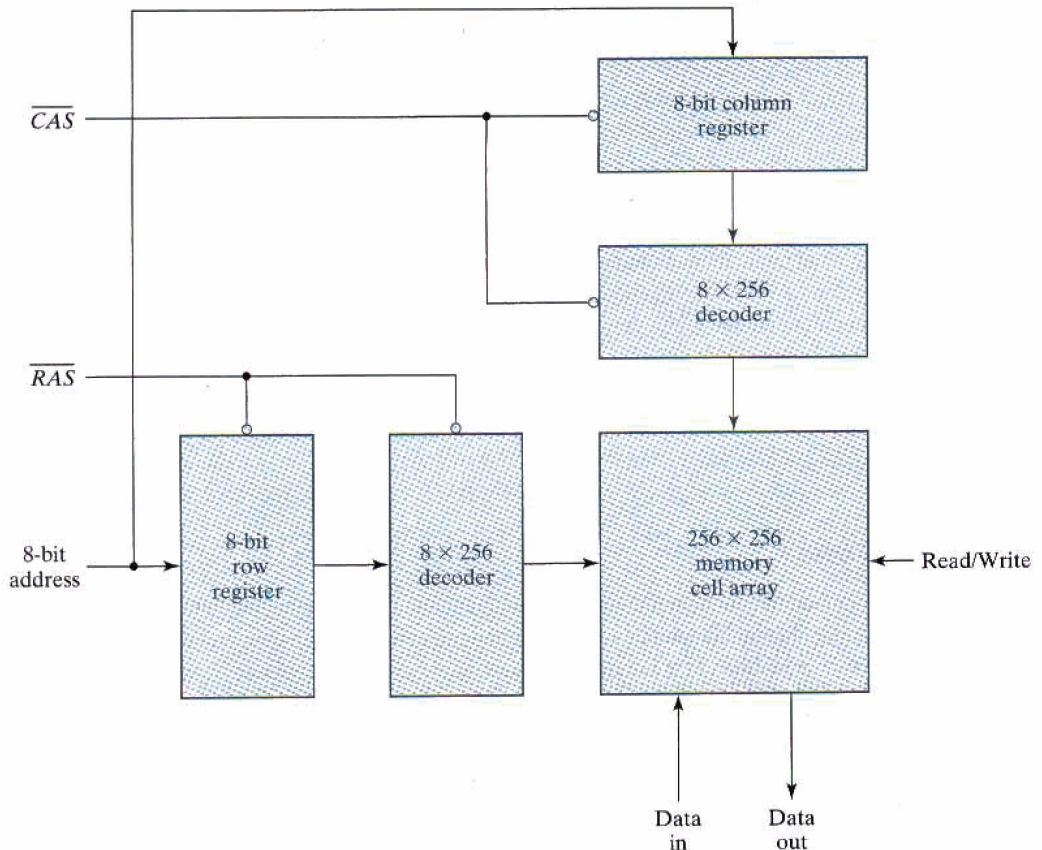 8-bit column
register
CAS
8 × 256
decoder
RAS
8-bit
address
8-bit
row
register
8 × 256
decoder
256 × 256
memory
cell array
Read/Write
Data
in
Data
out